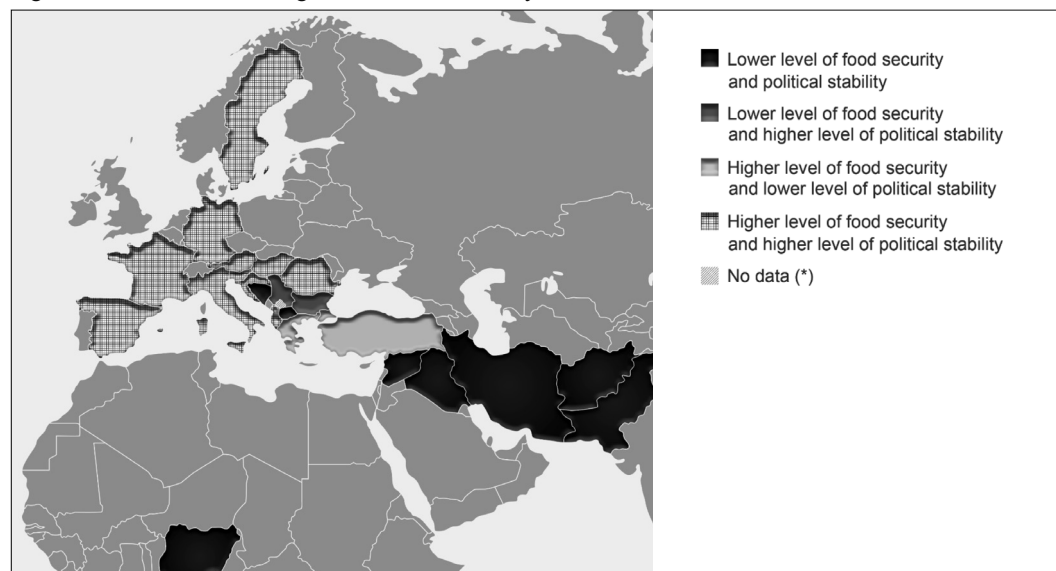 Lower level of food security
and political stability
Lower level of food security
and higher level of political stability
Higher level of food security
and lower level of political stability
Higher level of food security
and higher level of political stability
No data (*)